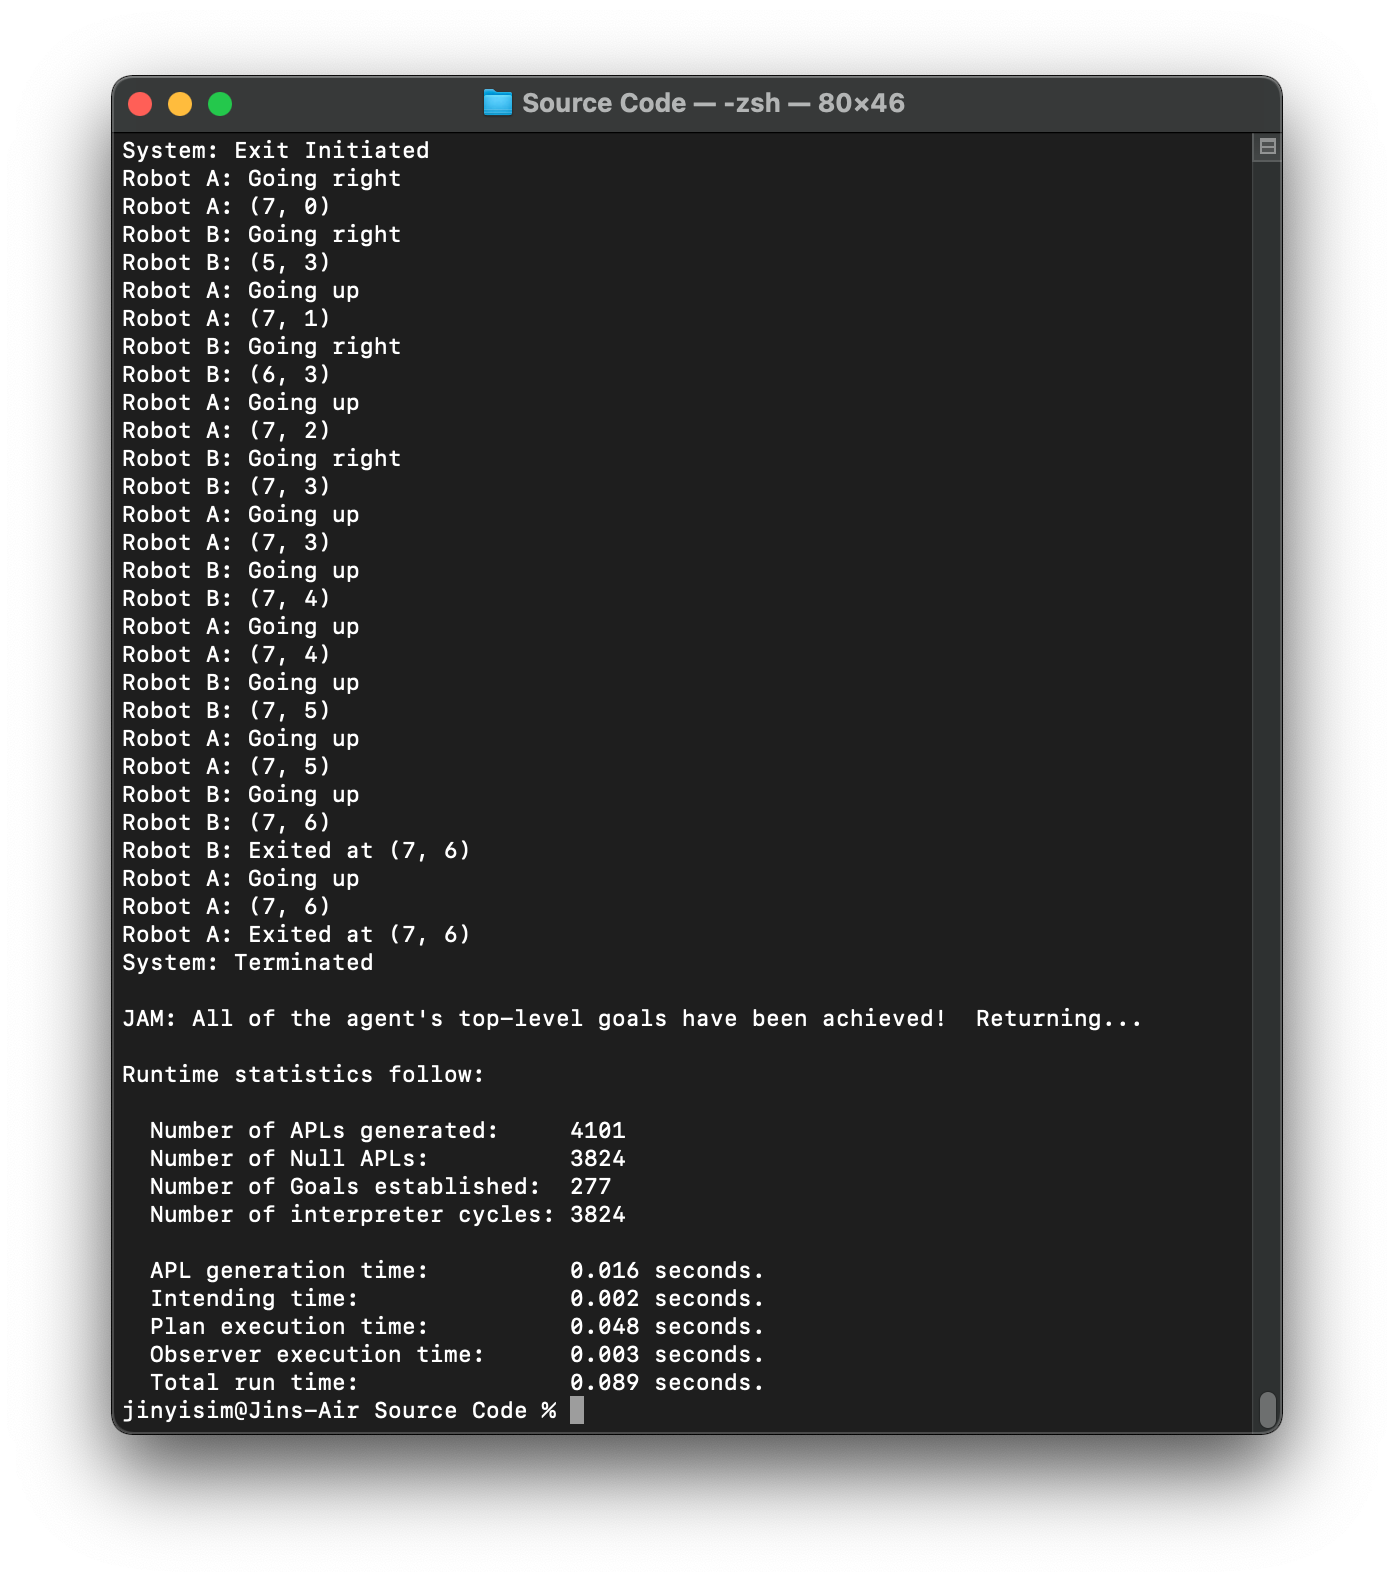 Source Code — -zsh — 80×46
System: Exit Initiated
Robot A: Going right
Robot A: (7, 0)
Robot B: Going right
Robot B: (5, 3)
Robot A: Going up
Robot A: (7, 1)
Robot B: Going right
Robot B: (6, 3)
Robot A: Going up
Robot A: (7, 2)
Robot B: Going right
Robot B: (7, 3)
Robot A: Going up
Robot A: (7, 3)
Robot B: Going up
Robot B: (7, 4)
Robot A: Going up
Robot A: (7, 4)
Robot B: Going up
Robot B: (7, 5)
Robot A: Going up
Robot A: (7, 5)
Robot B: Going up
Robot B: (7, 6)
Robot B: Exited at (7, 6)
Robot A: Going up
Robot A: (7, 6)
Robot A: Exited at (7, 6)
System: Terminated
JAM: All of the agent's top-level goals have been achieved!  Returning...
Runtime statistics follow:
  Number of APLs generated:     4101
  Number of Null APLs:          3824
  Number of Goals established:  277
  Number of interpreter cycles: 3824
  APL generation time:          0.016 seconds.
  Intending time:               0.002 seconds.
  Plan execution time:          0.048 seconds.
  Observer execution time:      0.003 seconds.
  Total run time:               0.089 seconds.
jinyisim@Jins-Air Source Code %